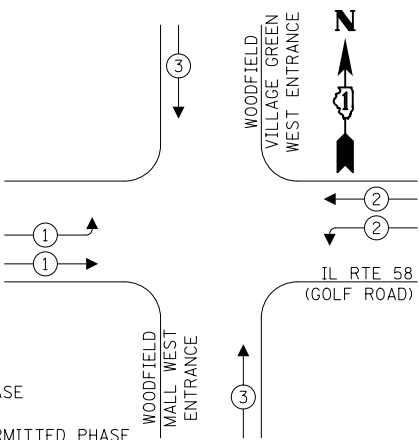 N
1
3
WOODFIELD
VILLAGE GREEN
WEST ENTRANCE
2
2
1
1
IL RTE 58
(GOLF ROAD)
WOODFIELD
MALL WEST
ENTRANCE
3